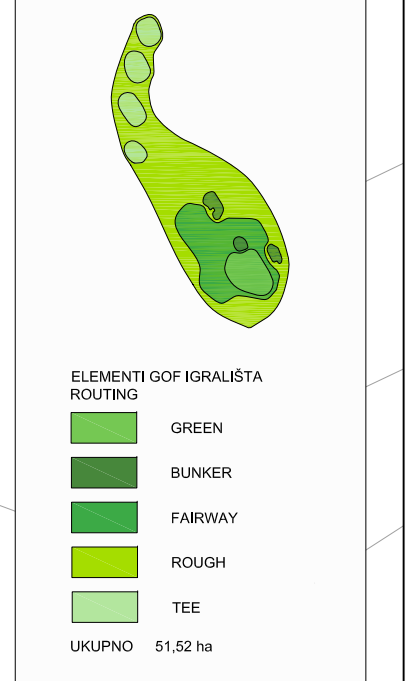 ELEMENTI GOF IGRALIŠTA
ROUTING
GREEN
BUNKER
FAIRWAY
ROUGH
TEE
UKUPNO 51,52 ha